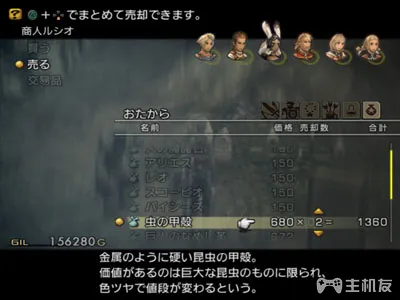 ? ◎+✥でまとめて売却できます。
商人ルシオ
買う
売る
交易品
おたから
名前 価格 売却数 合計
アリエス 150
レオ 150
スコーピオ 150
パイシーズ 150
虫の甲殻 680× 2= 1360
GIL 156280G
金属のように硬い昆虫の甲殻。
価値があるのは巨大な昆虫のものに限られ、
色ツヤで値段が変わるという。
主机友